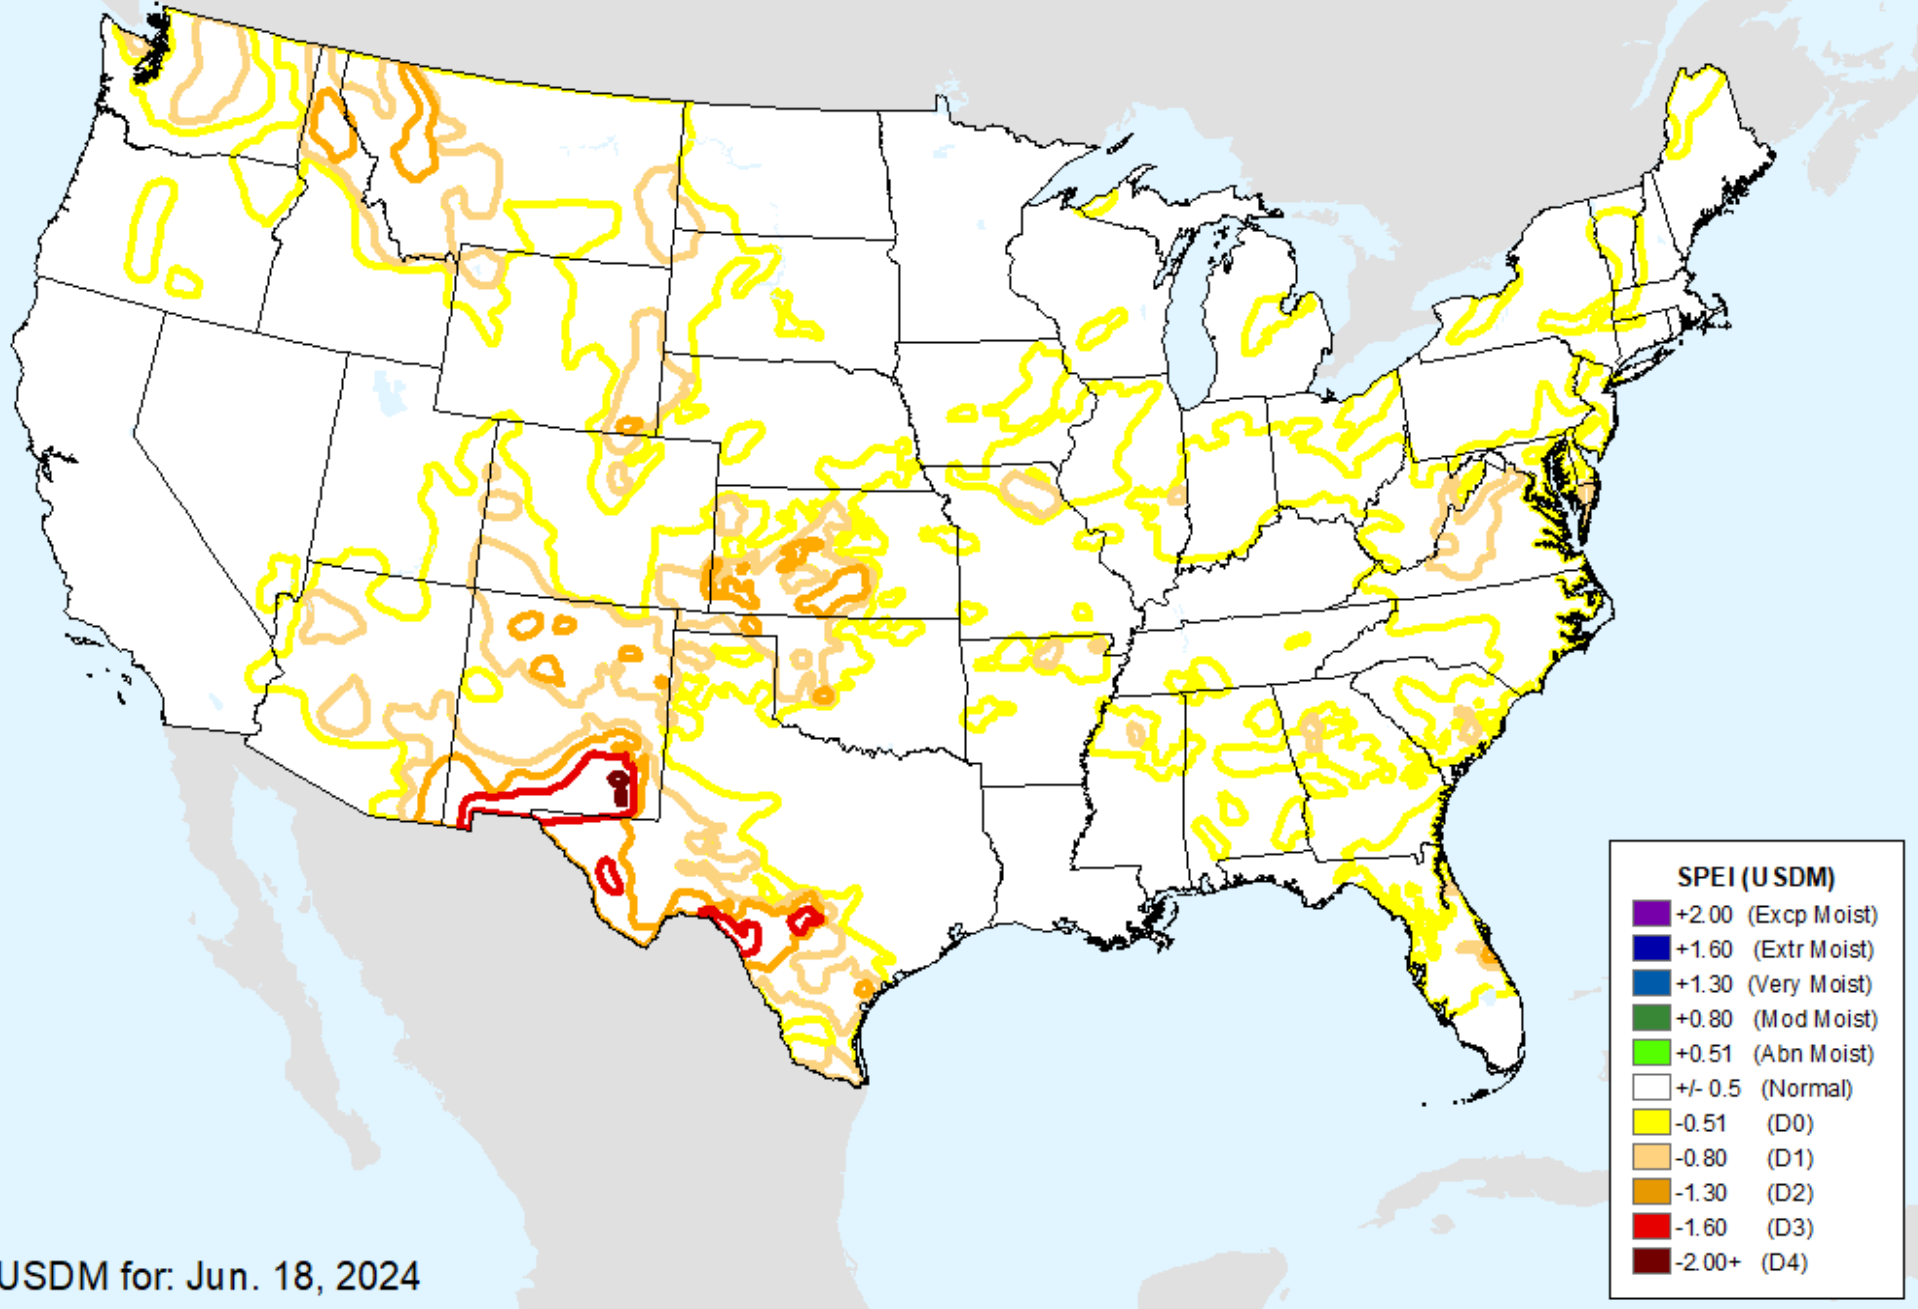 SPEI (USDM)
+2.00 (Excp Moist)
+1.60 (Extr Moist)
+1.30 (Very Moist)
+0.80 (Mod Moist)
+0.51 (Abn Moist)
+/- 0.5 (Normal)
-0.51 (D0)
-0.80 (D1)
-1.30 (D2)
-1.60 (D3)
-2.00+ (D4)
USDM for: Jun. 18, 2024